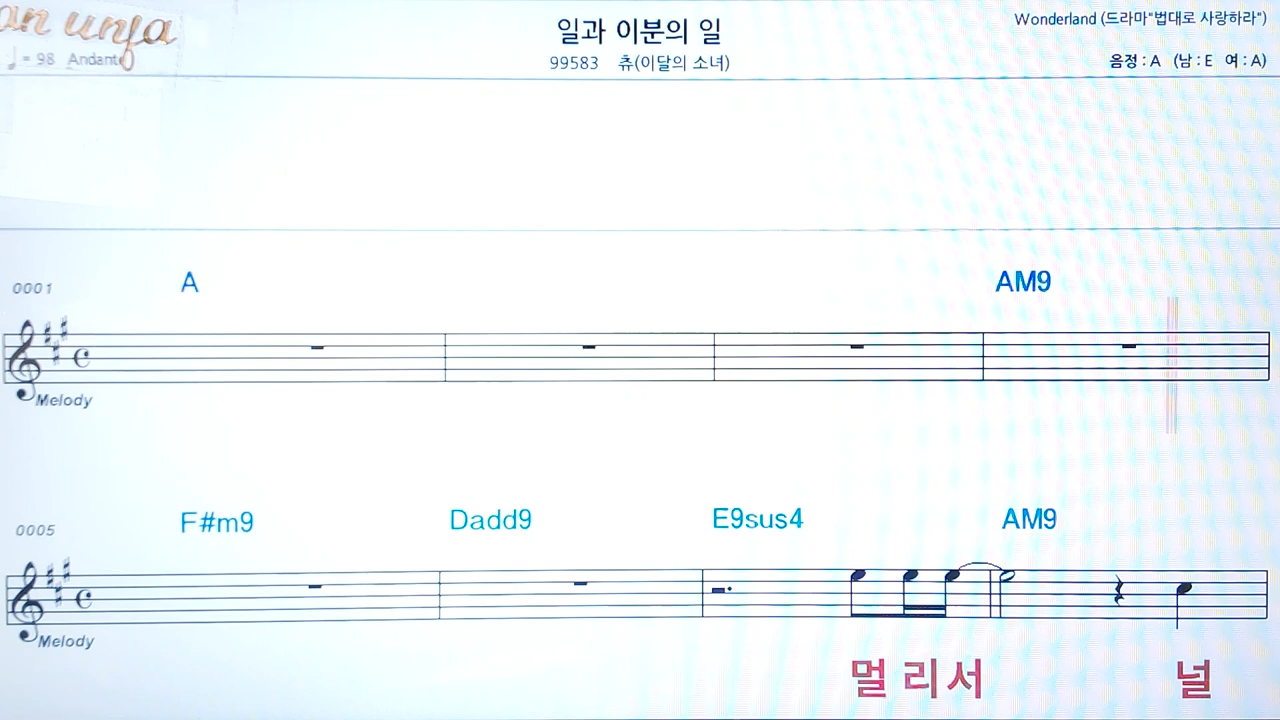 일과 이분의 일
Wonderland (드라마"법대로 사랑하라")
♩= 98 Andante
99583 츄(이달의 소녀)
음정 : A (남 : E 여 : A)
0001 A AM9
Melody
0005 F#m9 Dadd9 E9sus4 AM9
Melody
멀 리 서 널